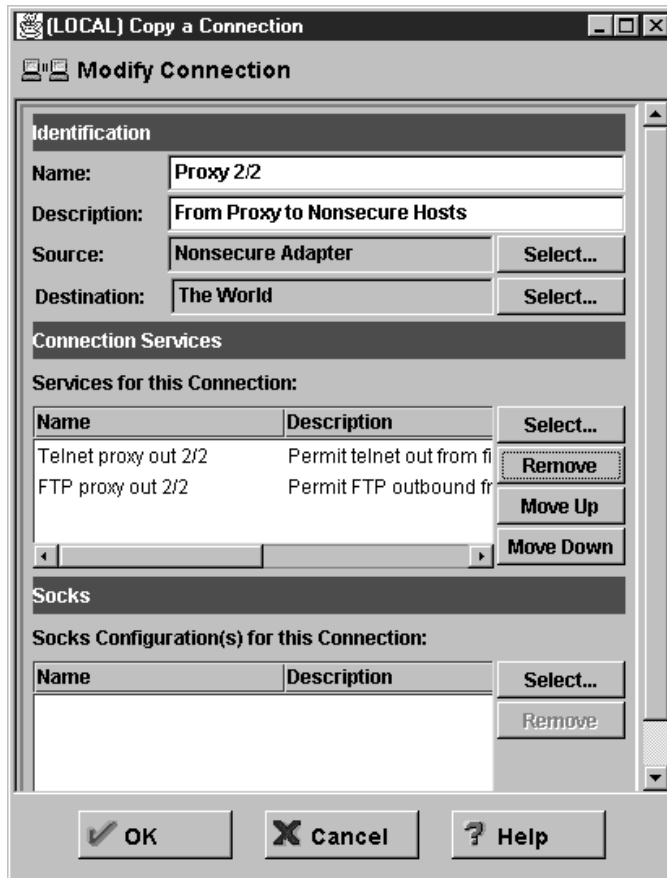 (LOCAL) Copy a Connection
Modify Connection
Identification
Name: Proxy 2/2
Description: From Proxy to Nonsecure Hosts
Source: Nonsecure Adapter Select...
Destination: The World Select...
Connection Services
Services for this Connection:
Name Description Select...
Telnet proxy out 2/2 Permit telnet out from fi
Remove
FTP proxy out 2/2 Permit FTP outbound fr
Move Up
Move Down
Socks
Socks Configuration(s) for this Connection:
Name Description Select...
Remove
OK Cancel Help